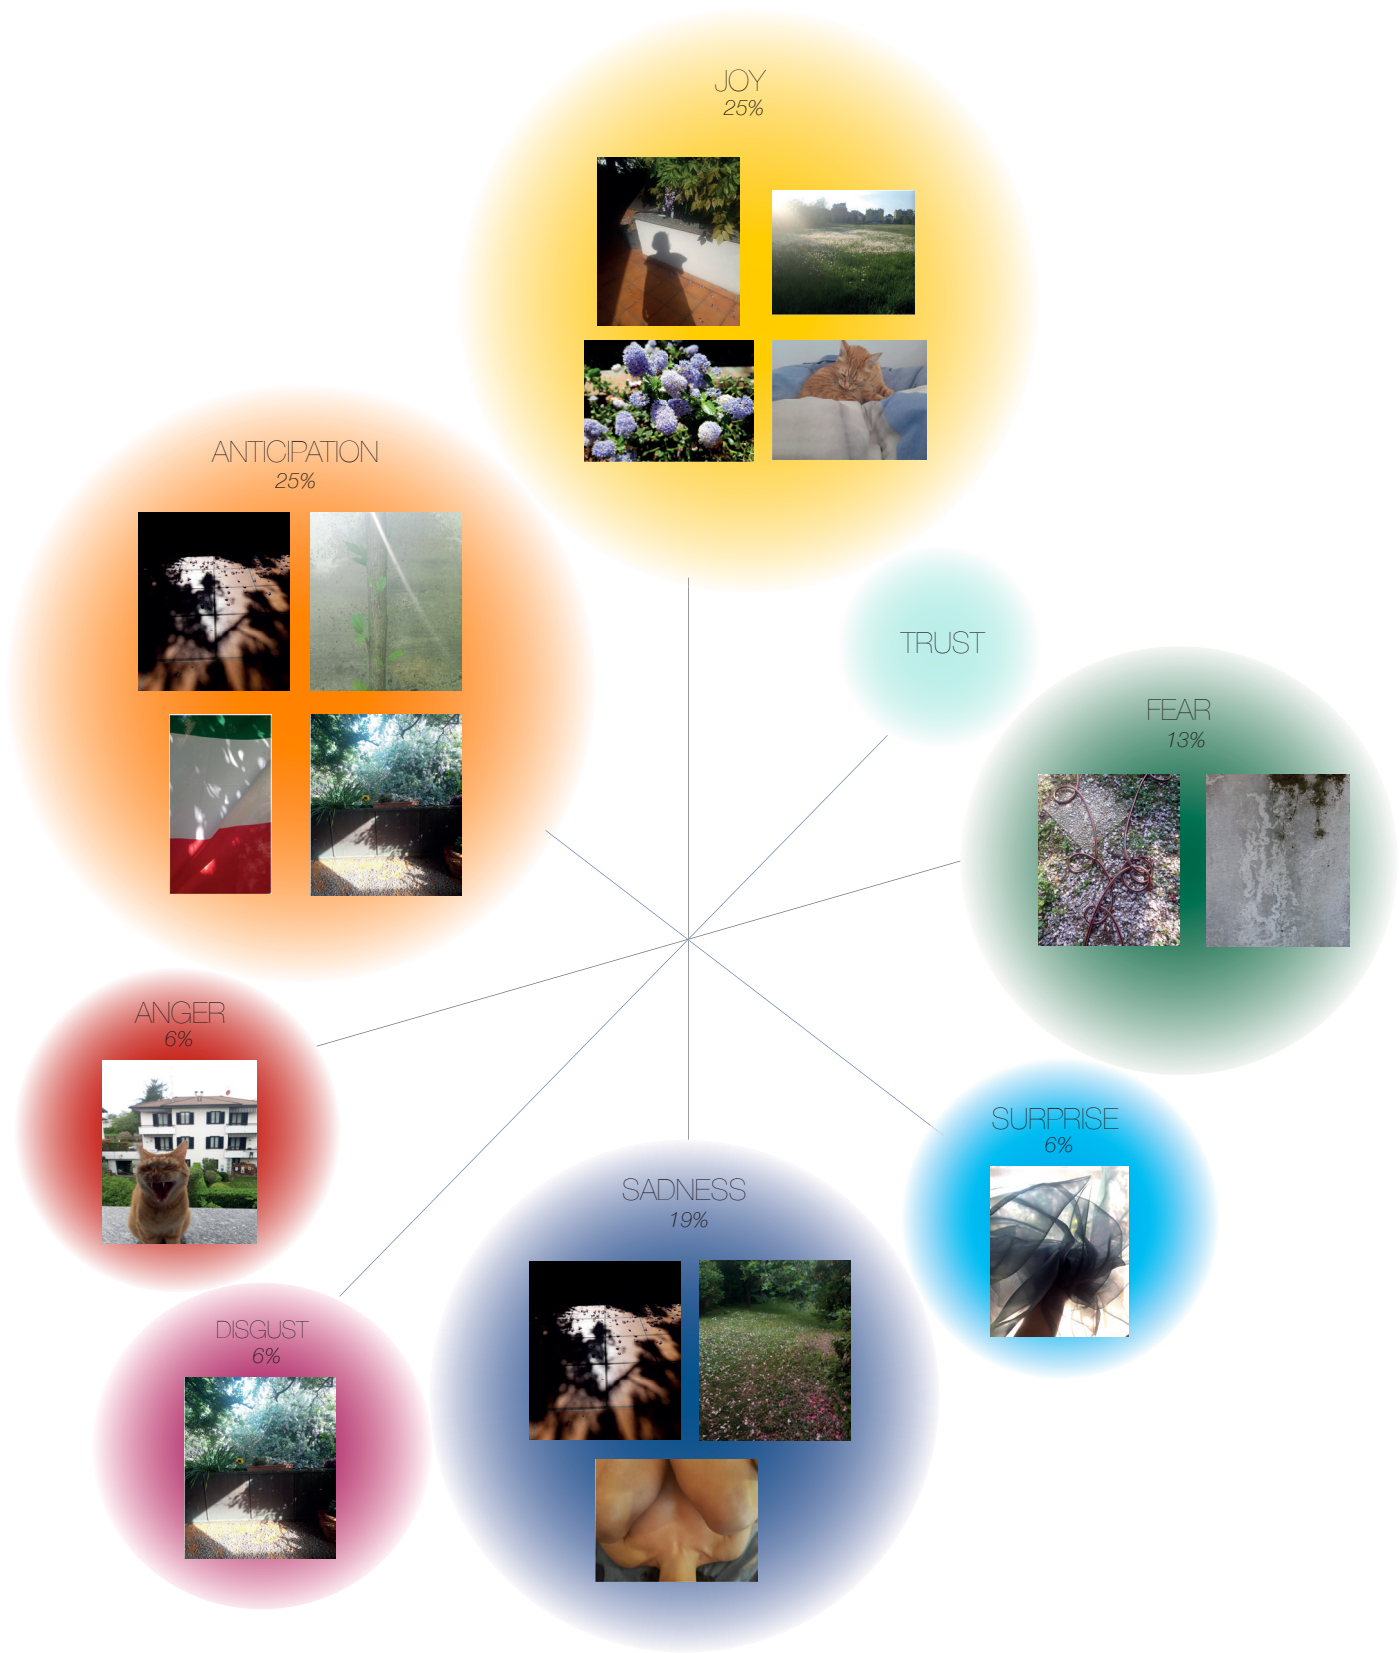 JOY
25%
ANTICIPATION
25%
TRUST
FEAR
13%
ANGER
6%
SURPRISE
6%
SADNESS
19%
DISGUST
6%